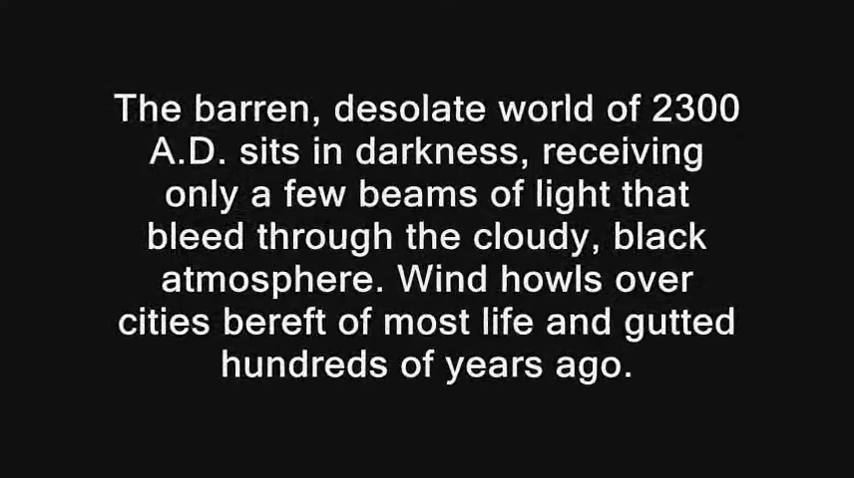 The barren, desolate world of 2300
A.D. sits in darkness, receiving
only a few beams of light that
bleed through the cloudy, black
atmosphere. Wind howls over
cities bereft of most life and gutted
hundreds of years ago.